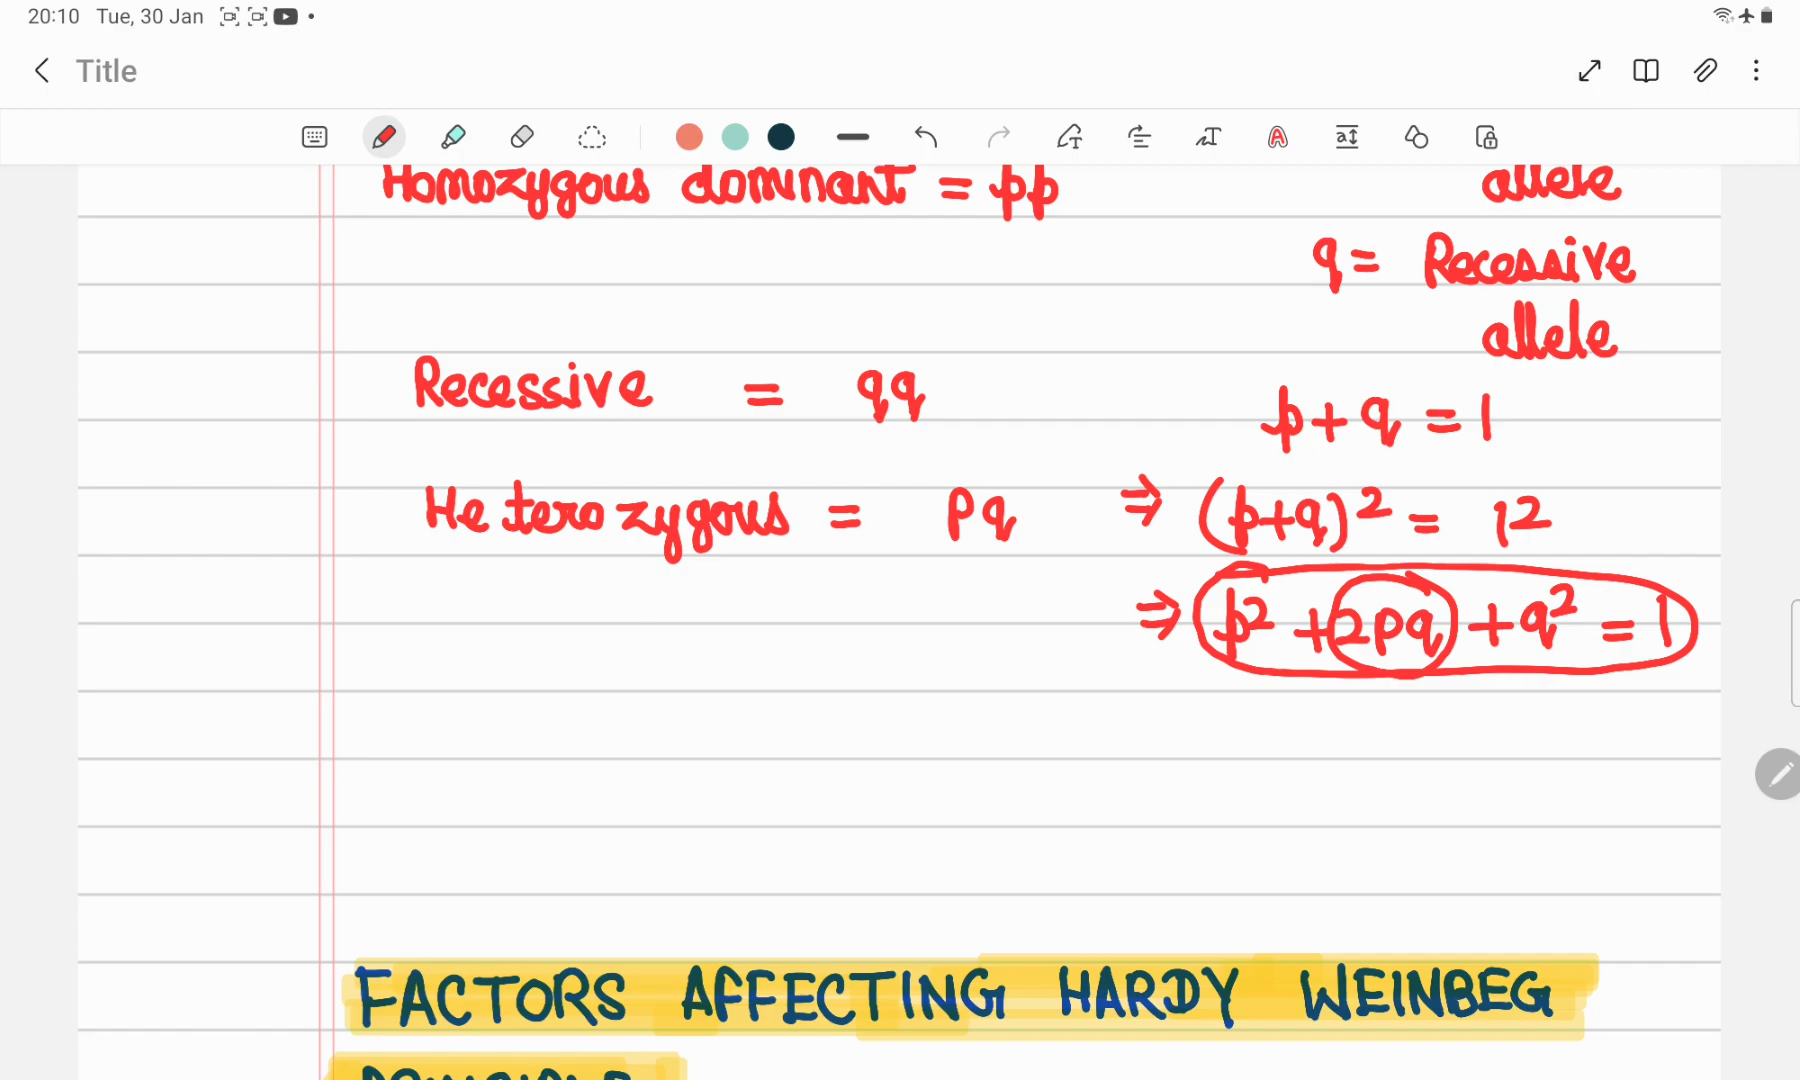 20:10 Tue, 30 Jan
Title
Homozygous dominant = pp
allele
q = Recessive
allele
Recessive = qq
p+q = 1
Heterozygous = pq
⇒ (p+q)² = 1²
⇒ p² + 2pq + q² = 1
FACTORS AFFECTING HARDY WEINBEG